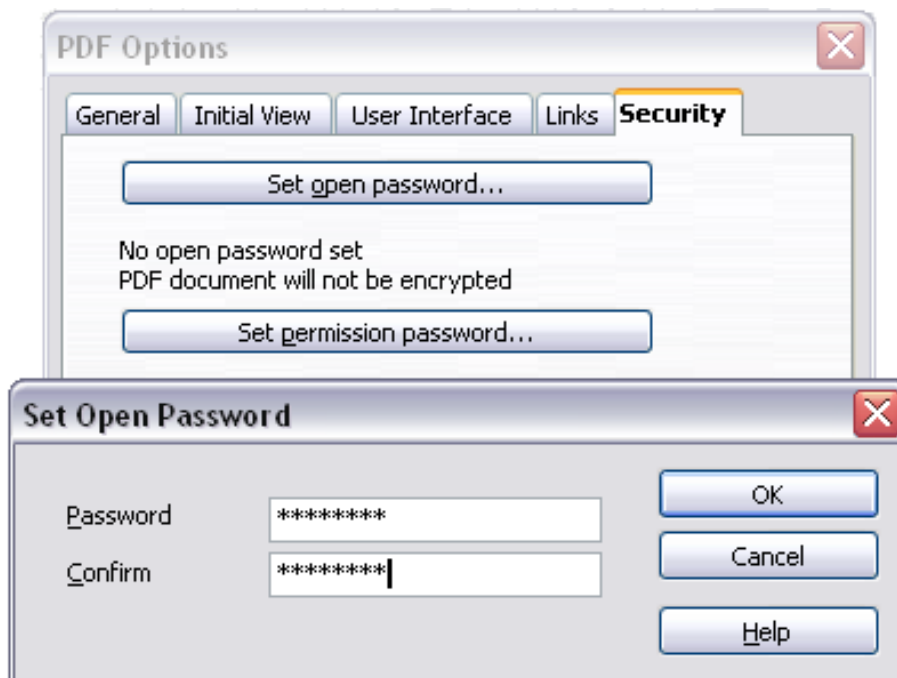 PDF Options
General Initial View User Interface Links Security
Set open password...
No open password set
PDF document will not be encrypted
Set permission password...
Set Open Password
Password ******** OK
Confirm ******** Cancel
Help